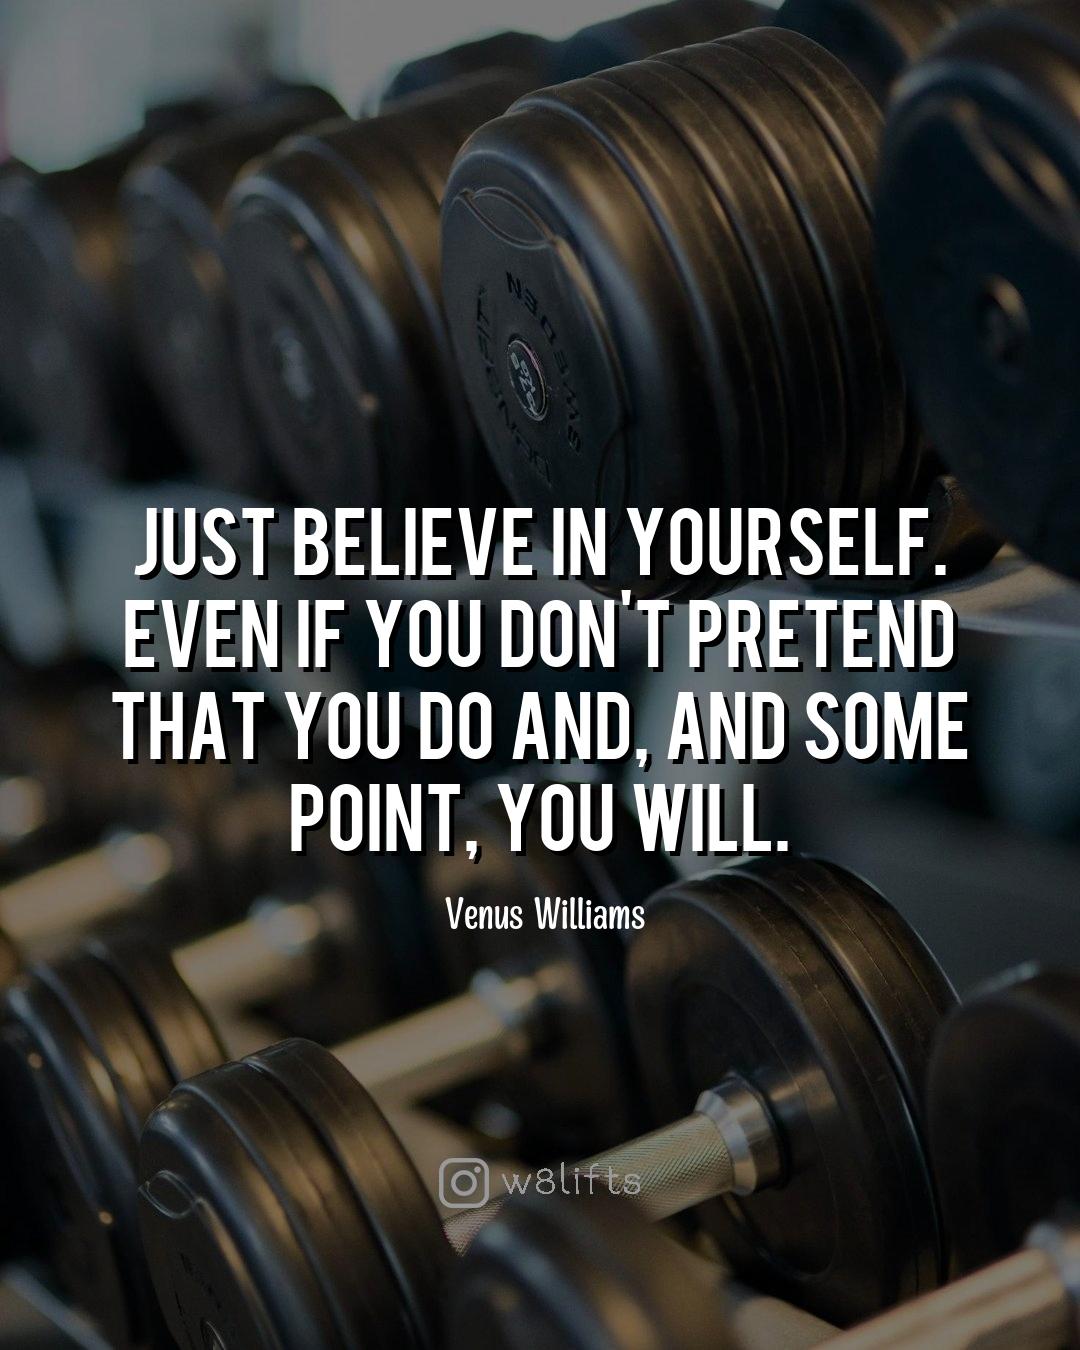 SWEDEN
JUST BELIEVE IN YOURSELF.
EVEN IF YOU DON'T PRETEND
THAT YOU DO AND, AND SOME
POINT, YOU WILL.
Venus Williams
w8lifts